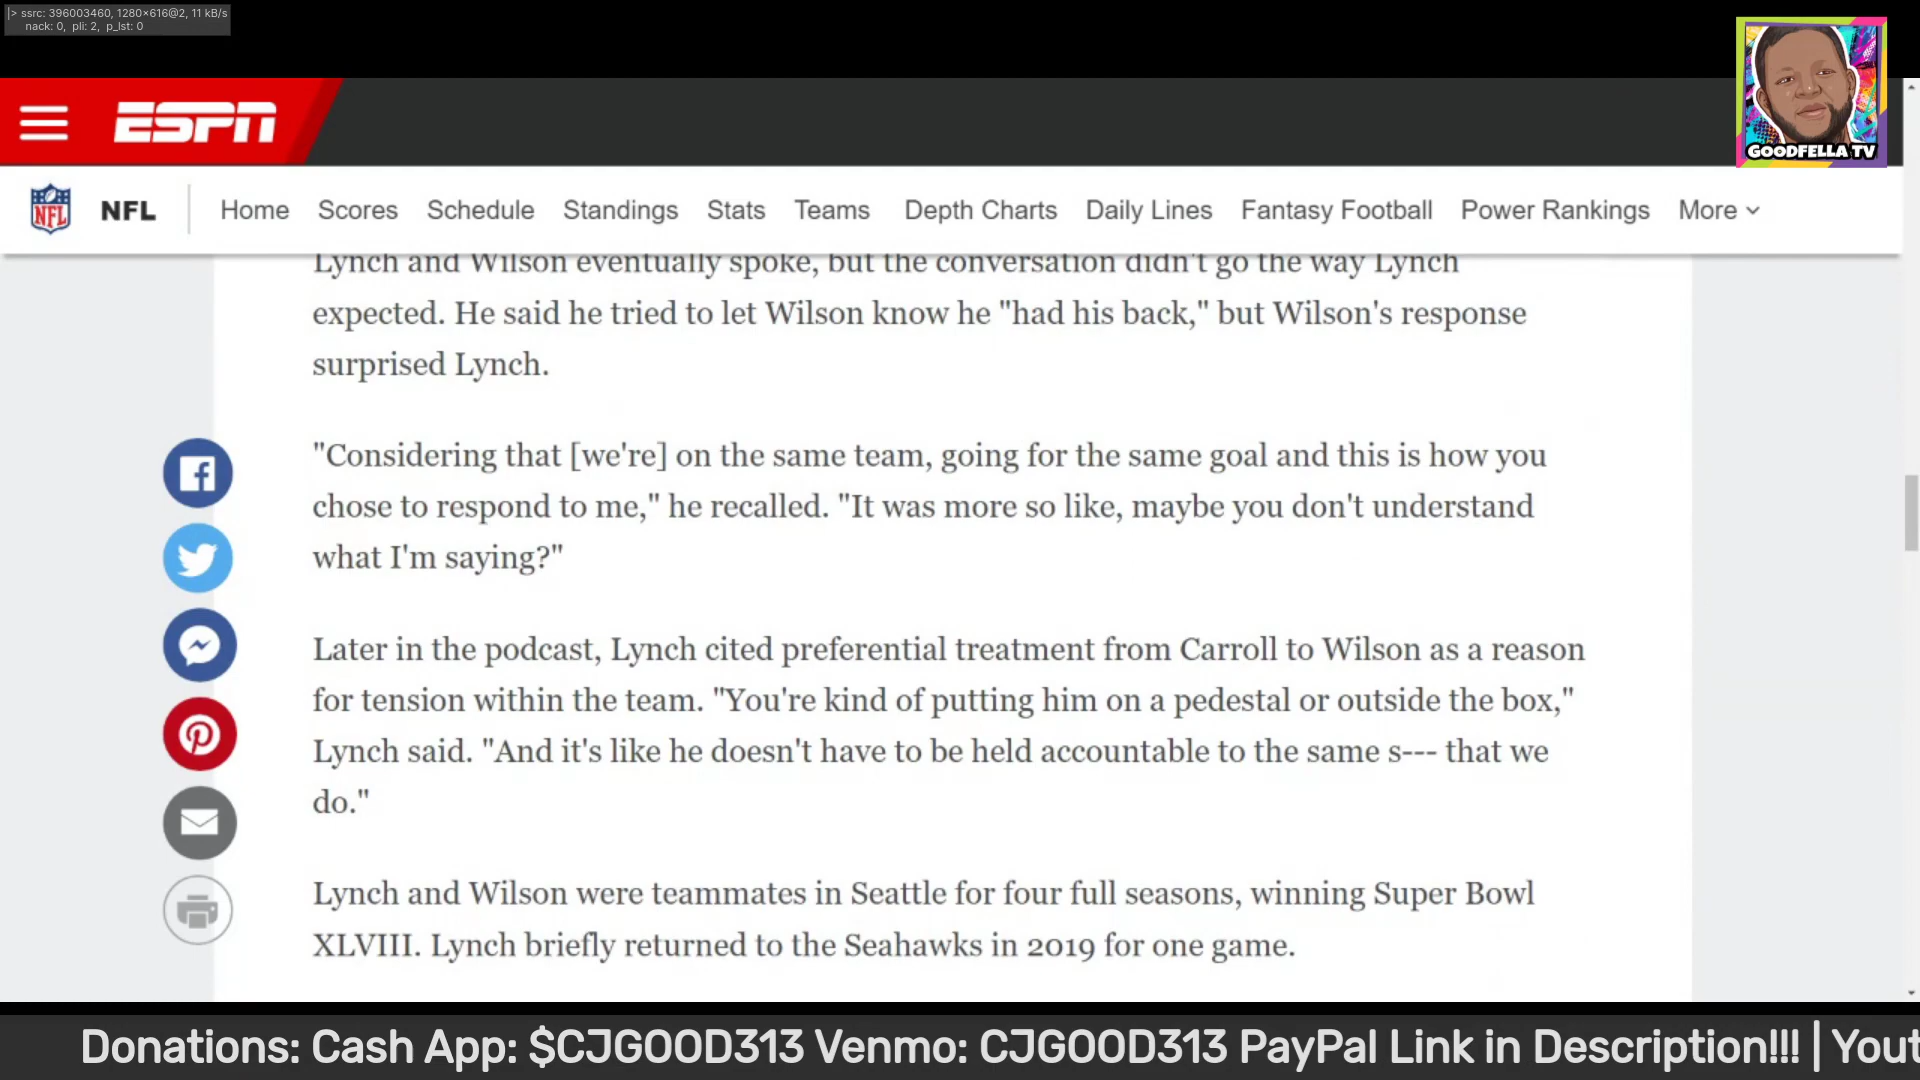 |> ssrc: 396003460, 1280×616@2, 11 kB/s
nack: 0, pli: 2, p_lst: 0
GOODFELLA TV
ESPN
NFL NFL Home Scores Schedule Standings Stats Teams Depth Charts Daily Lines Fantasy Football Power Rankings More
Lynch and Wilson eventually spoke, but the conversation didn't go the way Lynch
expected. He said he tried to let Wilson know he "had his back," but Wilson's response
surprised Lynch.
"Considering that [we're] on the same team, going for the same goal and this is how you
chose to respond to me," he recalled. "It was more so like, maybe you don't understand
what I'm saying?"
Later in the podcast, Lynch cited preferential treatment from Carroll to Wilson as a reason
for tension within the team. "You're kind of putting him on a pedestal or outside the box,"
Lynch said. "And it's like he doesn't have to be held accountable to the same s--- that we
do."
Lynch and Wilson were teammates in Seattle for four full seasons, winning Super Bowl
XLVIII. Lynch briefly returned to the Seahawks in 2019 for one game.
Donations: Cash App: $CJGOOD313 Venmo: CJGOOD313 PayPal Link in Description!!! | Yout